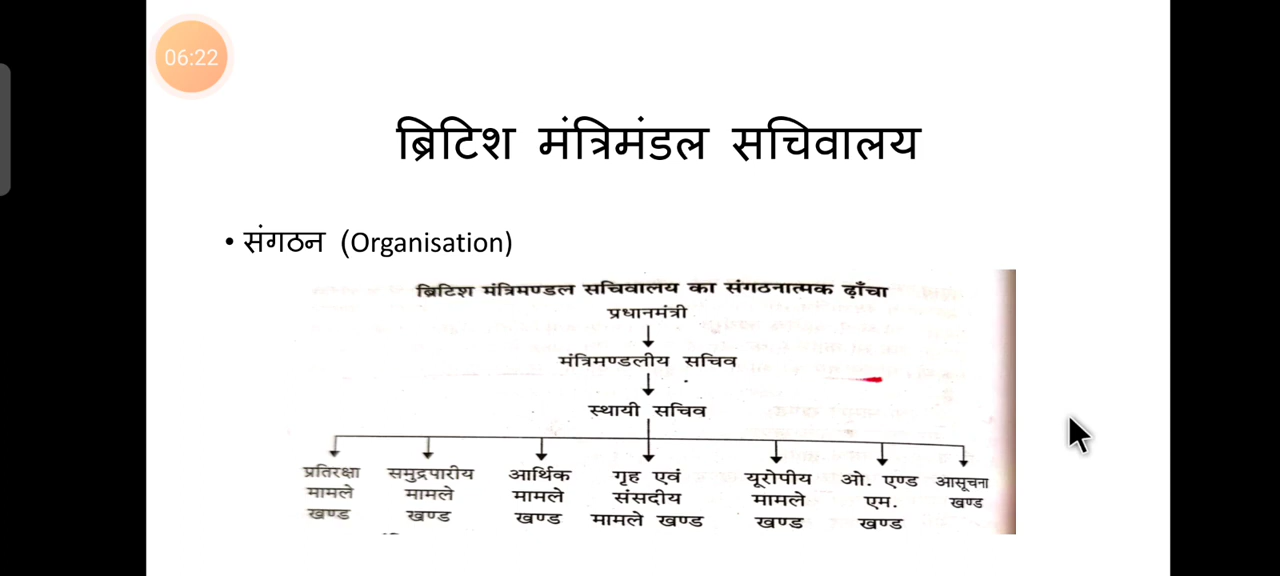 06:22
ब्रिटिश मंत्रिमंडल सचिवालय
• संगठन (Organisation)
ब्रिटिश मंत्रिमण्डल सचिवालय का संगठनात्मक ढ़ाँचा
प्रधानमंत्री
मंत्रिमण्डलीय सचिव
स्थायी सचिव
प्रतिरक्षा
मामले
खण्ड
समुद्रपारीय
मामले
खण्ड
आर्थिक
मामले
खण्ड
गृह एवं
संसदीय
मामले खण्ड
यूरोपीय
मामले
खण्ड
ओ. एण्ड
एम.
खण्ड
आसूचना
खण्ड